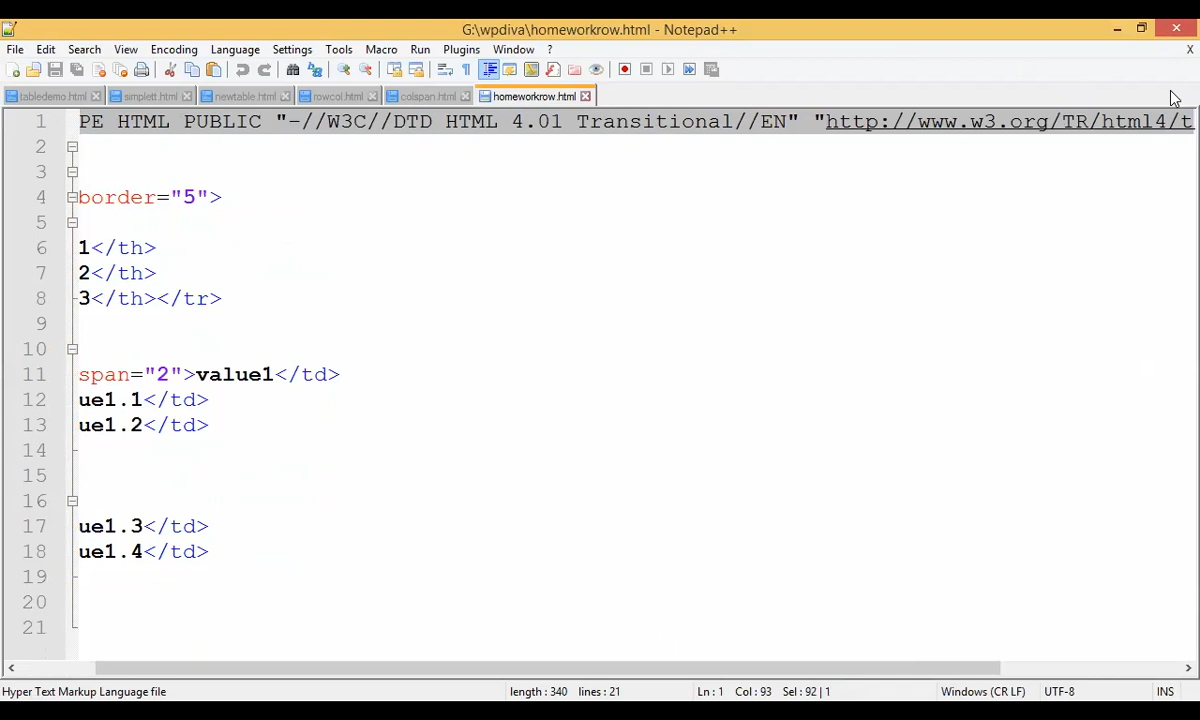 G:\wpdiva\homeworkrow.html - Notepad++
File Edit Search View Encoding Language Settings Tools Macro Run Plugins Window ? X
tabledemo.html simplett.html newtable.html rowcol.html colspan.html homeworkrow.html
1 PE HTML PUBLIC "-//W3C//DTD HTML 4.01 Transitional//EN" "http://www.w3.org/TR/html4/t
2
3
4 border="5">
5
6 1</th>
7 2</th>
8 3</th></tr>
9
10
11 span="2">value1</td>
12 ue1.1</td>
13 ue1.2</td>
14
15
16
17 ue1.3</td>
18 ue1.4</td>
19
20
21
Hyper Text Markup Language file length : 340 lines : 21 Ln : 1 Col : 93 Sel : 92 | 1 Windows (CR LF) UTF-8 INS